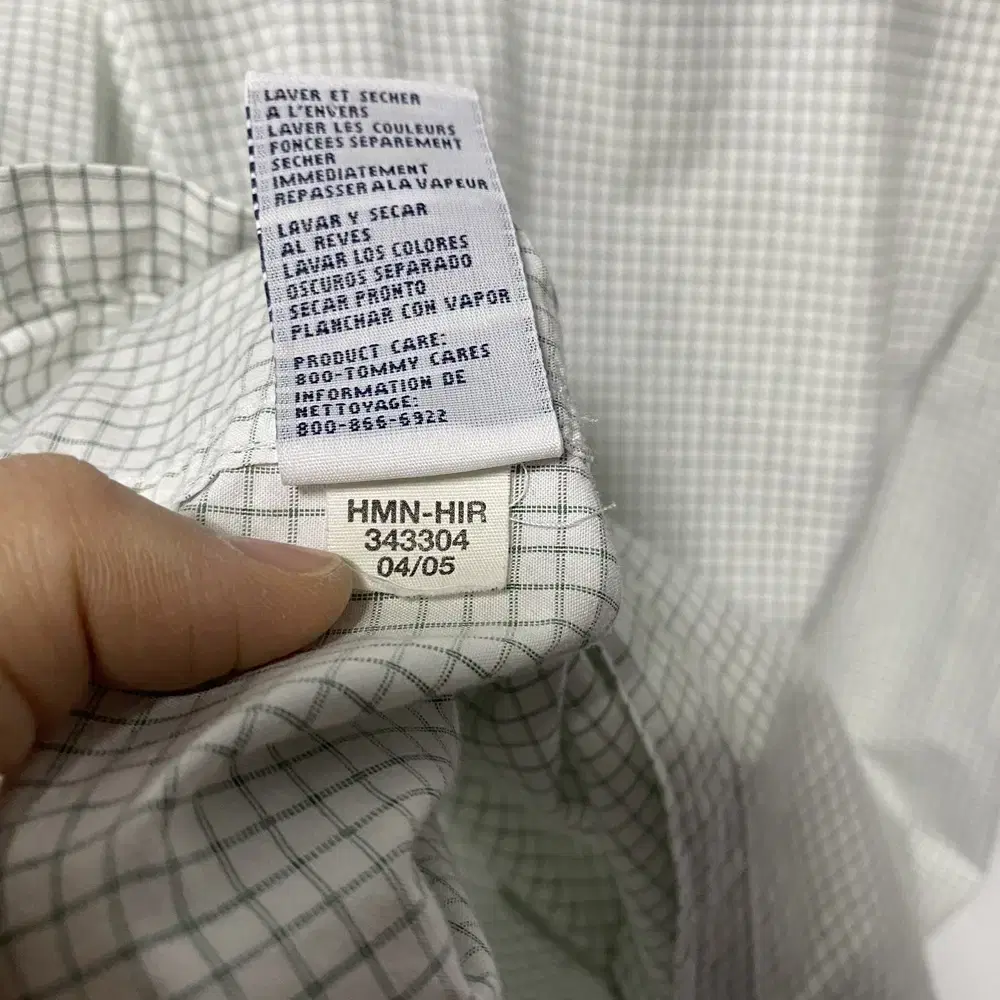 LAVER ET SECHER
A L'ENVERS
LAVER LES COULEURS
FONCEES SEPAREMENT
SECHER
IMMEDIATEMENT
REPASSER A LA VAPEUR
LAVAR Y SECAR
AL REVES
LAVAR LOS COLORES
OSCUROS SEPARADO
SECAR PRONTO
PLANCHAR CON VAPOR
PRODUCT CARE:
800-TOMMY CARES
INFORMATION DE
NETTOYAGE:
800-866-6922
HMN-HIR
343304
04/05